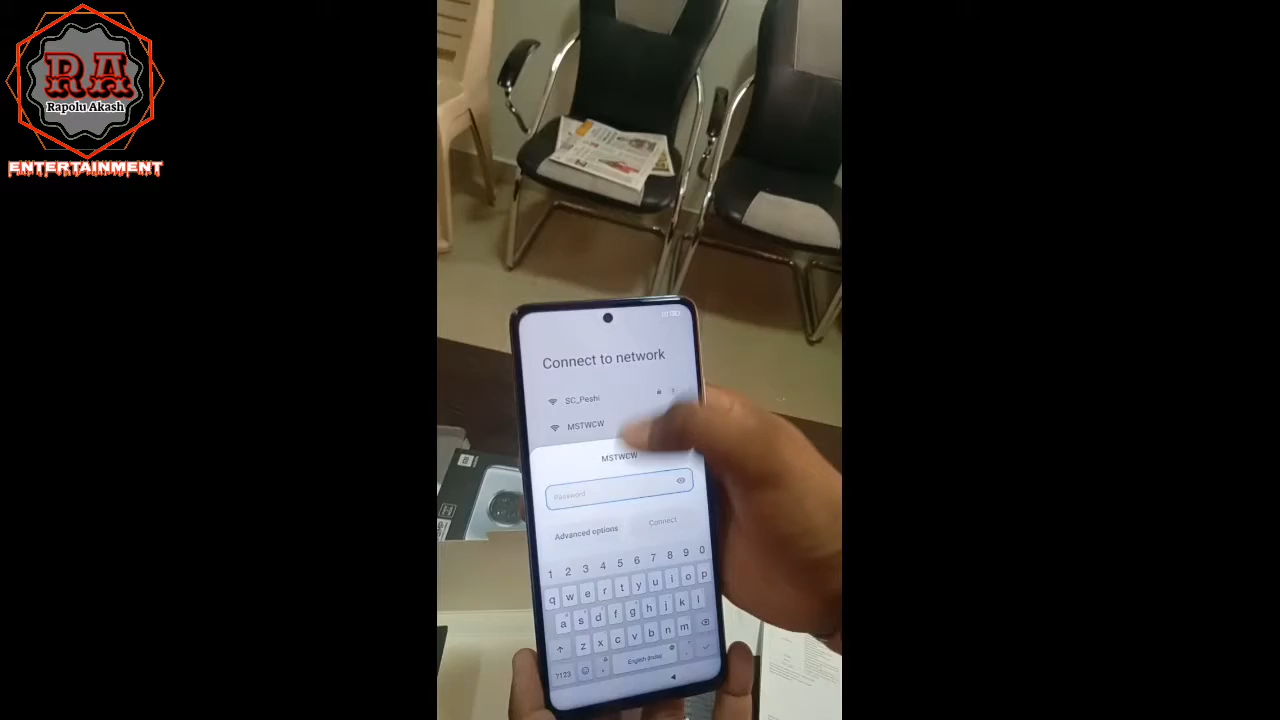 RA
Rapolu Akash
ENTERTAINMENT
Connect to network
SC_Peshi
MSTWCW
MSTWCW
Password
Advanced options
Connect
1 2 3 4 5 6 7 8 9 0
q w e r t y u i o p
a s d f g h j k l
z x c v b n m
?123
English (India)